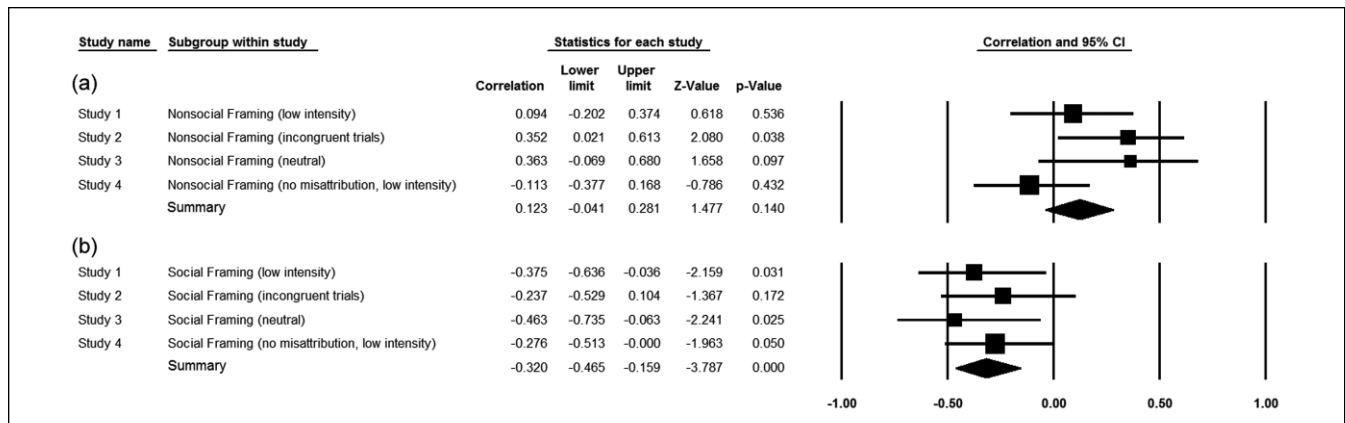 Study name Subgroup within study Statistics for each study Correlation and 95% CI
Lower Upper
Correlation limit limit Z-Value p-Value
(a)
Study 1 Nonsocial Framing (low intensity) 0.094 -0.202 0.374 0.618 0.536
Study 2 Nonsocial Framing (incongruent trials) 0.352 0.021 0.613 2.080 0.038
Study 3 Nonsocial Framing (neutral) 0.363 -0.069 0.680 1.658 0.097
Study 4 Nonsocial Framing (no misattribution, low intensity) -0.113 -0.377 0.168 -0.786 0.432
Summary 0.123 -0.041 0.281 1.477 0.140
(b)
Study 1 Social Framing (low intensity) -0.375 -0.636 -0.036 -2.159 0.031
Study 2 Social Framing (incongruent trials) -0.237 -0.529 0.104 -1.367 0.172
Study 3 Social Framing (neutral) -0.463 -0.735 -0.063 -2.241 0.025
Study 4 Social Framing (no misattribution, low intensity) -0.276 -0.513 -0.000 -1.963 0.050
Summary -0.320 -0.465 -0.159 -3.787 0.000
-1.00 -0.50 0.00 0.50 1.00